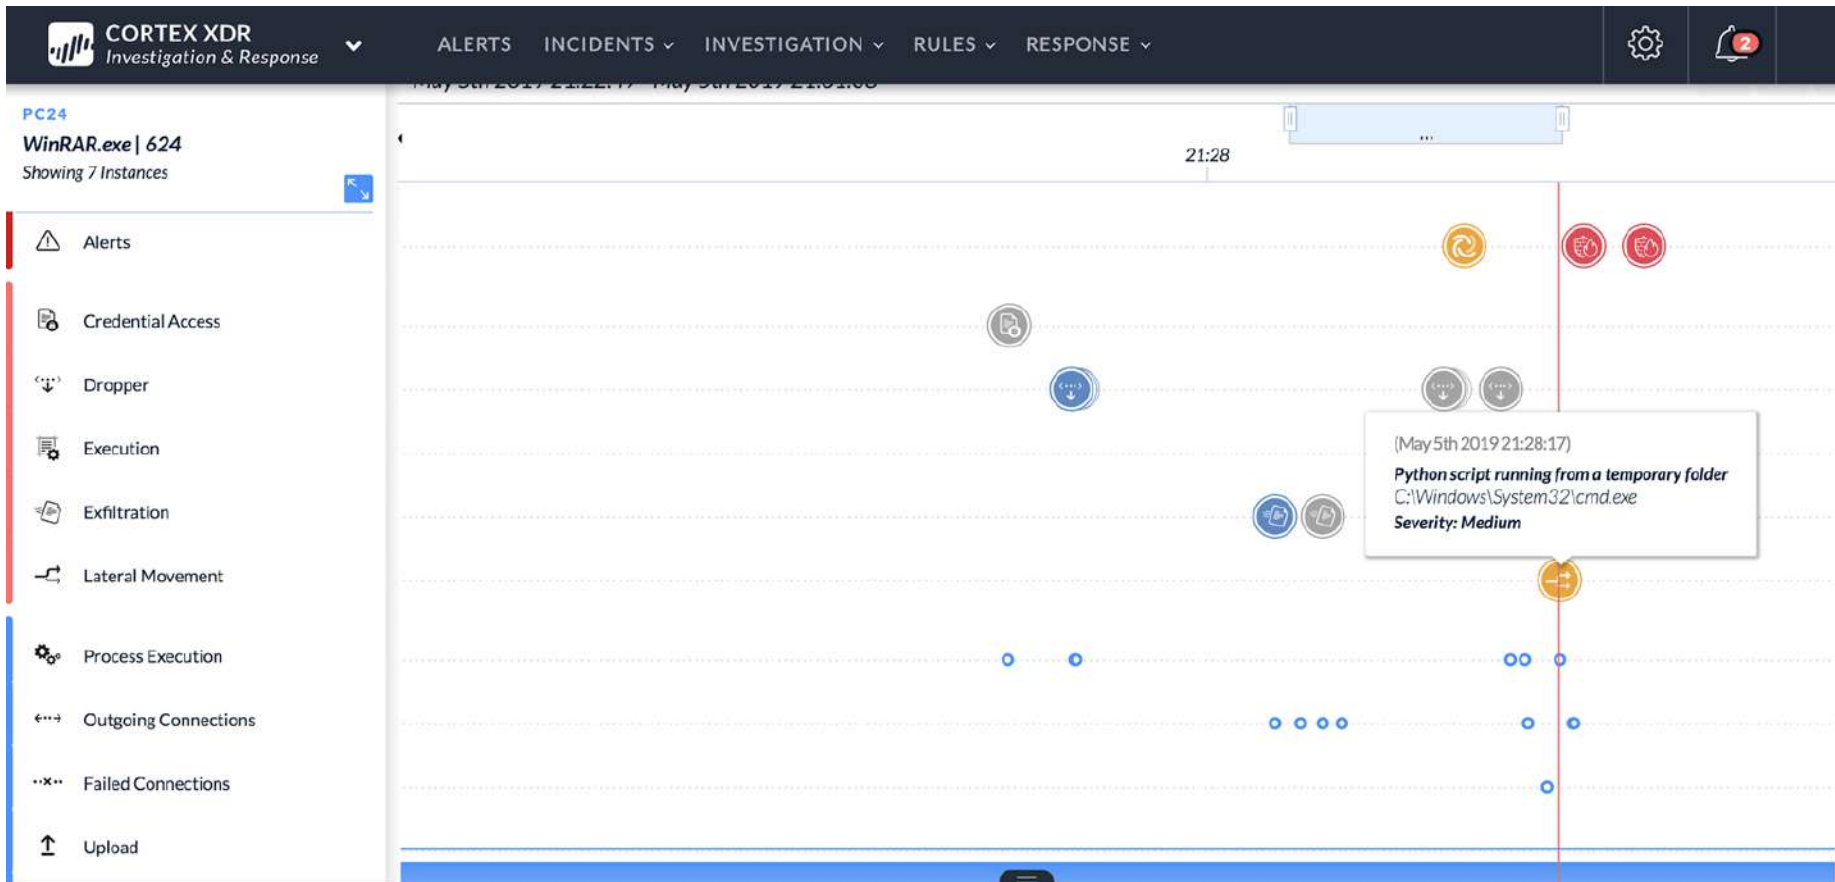 CORTEX XDR
Investigation & Response
ALERTS INCIDENTS INVESTIGATION RULES RESPONSE
2
PC24
WinRAR.exe | 624
Showing 7 Instances
21:28
...
Alerts
Credential Access
Dropper
Execution
Exfiltration
Lateral Movement
Process Execution
Outgoing Connections
Failed Connections
Upload
(May 5th 2019 21:28:17)
Python script running from a temporary folder
C:\Windows\System32\cmd.exe
Severity: Medium